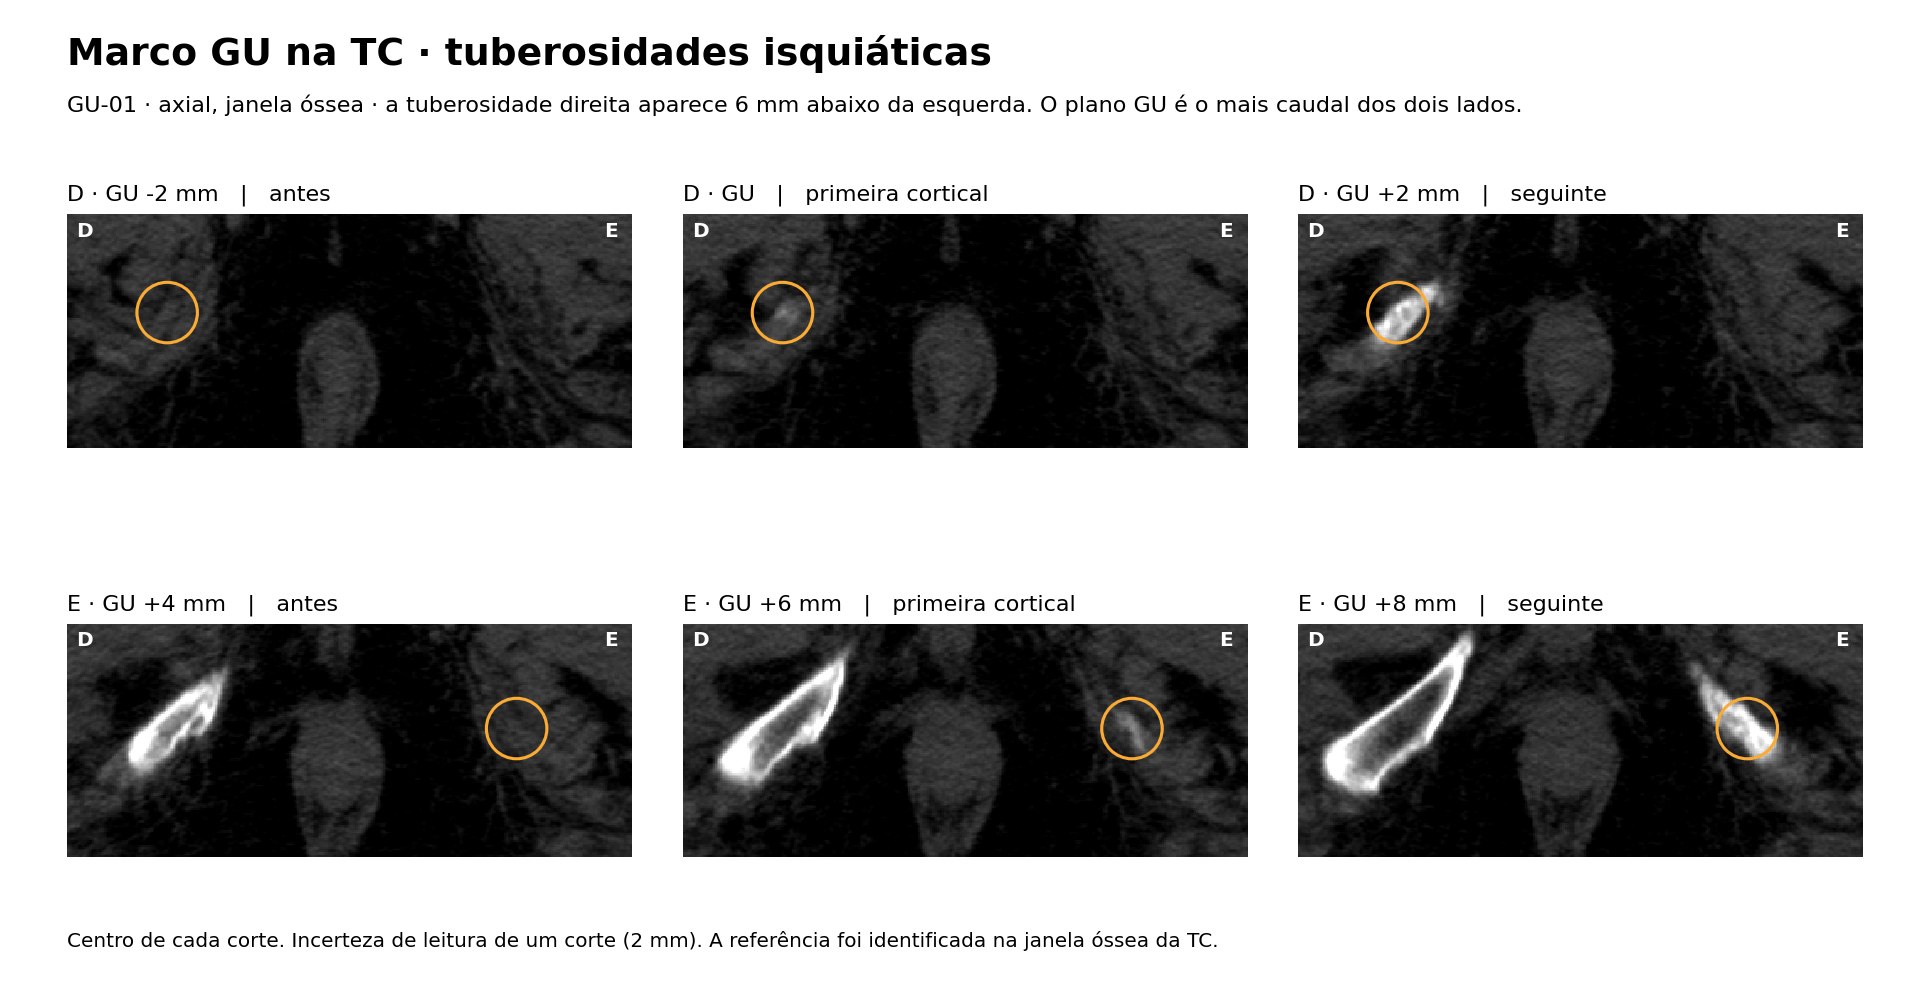 Marco GU na TC · tuberosidades isquiáticas
GU-01 · axial, janela óssea · a tuberosidade direita aparece 6 mm abaixo da esquerda. O plano GU é o mais caudal dos dois lados.
D · GU -2 mm | antes
D · GU | primeira cortical
D · GU +2 mm | seguinte
D E
D E
D E
E · GU +4 mm | antes
E · GU +6 mm | primeira cortical
E · GU +8 mm | seguinte
D E
D E
D E
Centro de cada corte. Incerteza de leitura de um corte (2 mm). A referência foi identificada na janela óssea da TC.